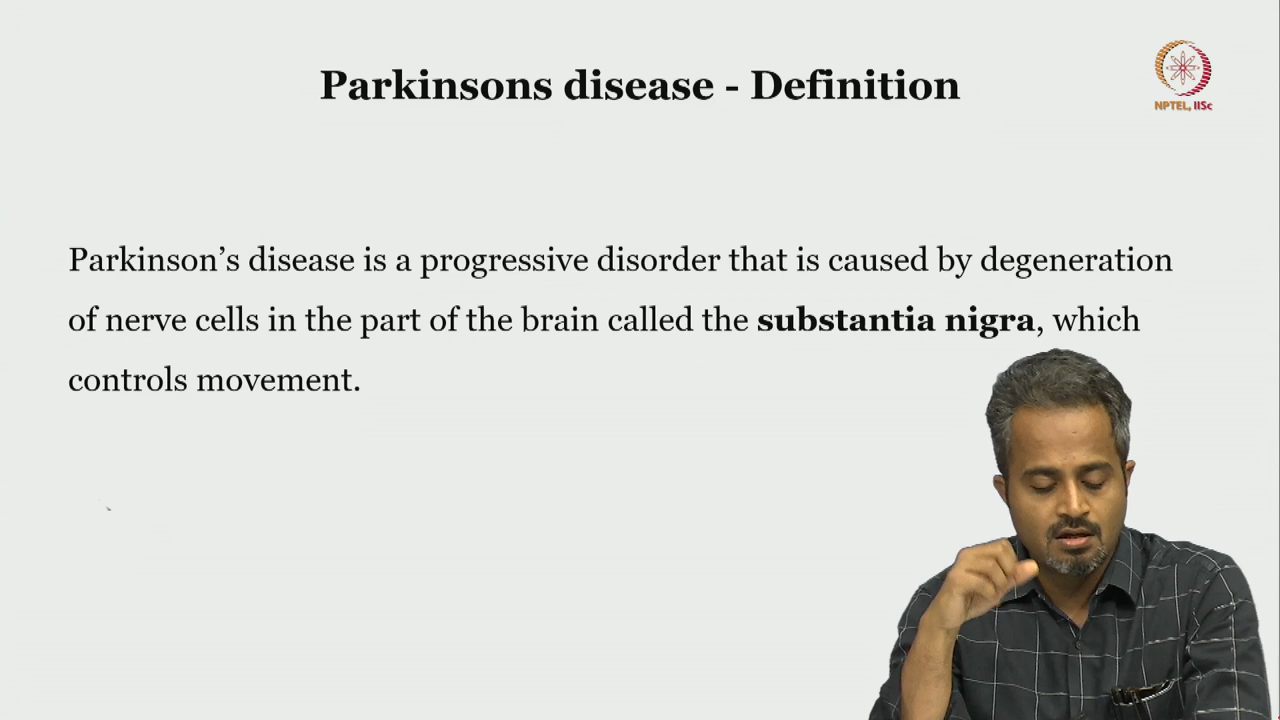 Parkinsons disease - Definition
NPTEL, IISc
Parkinson’s disease is a progressive disorder that is caused by degeneration
of nerve cells in the part of the brain called the substantia nigra, which
controls movement.